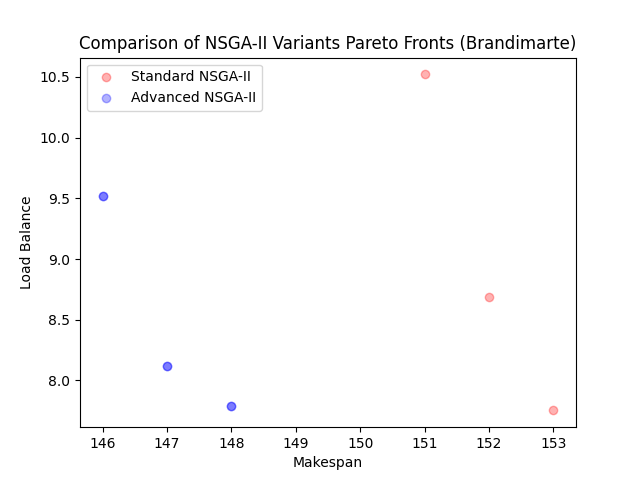 Comparison of NSGA-II Variants Pareto Fronts (Brandimarte)
Standard NSGA-II
Advanced NSGA-II
10.5
10.0
9.5
9.0
8.5
8.0
Load Balance
146 147 148 149 150 151 152 153
Makespan